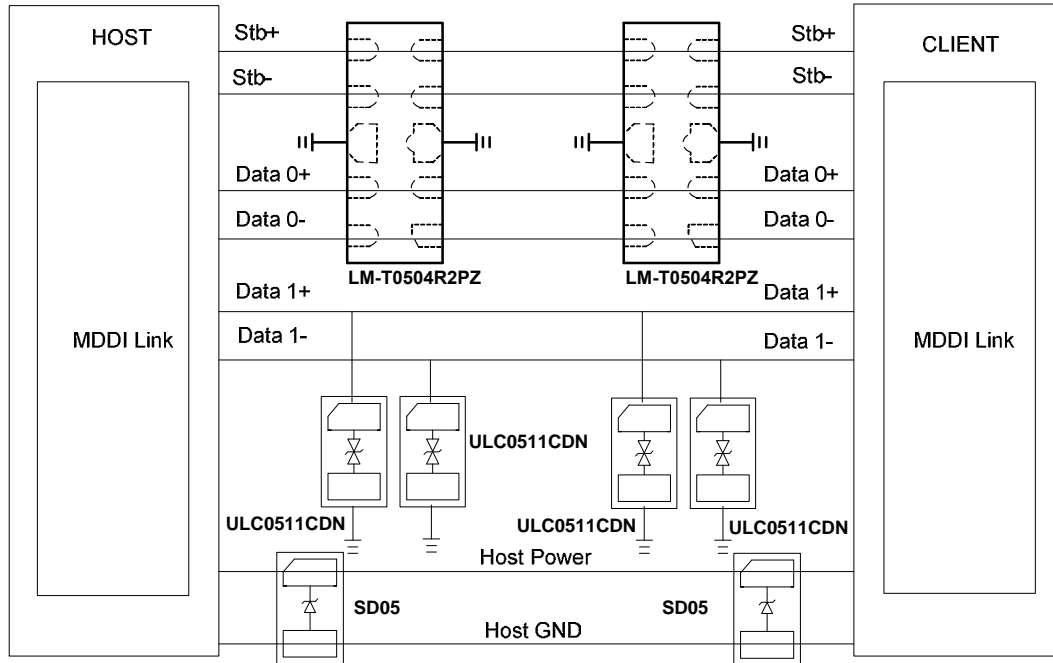 HOST
Stb+
Stb+
CLIENT
Stb-
Stb-
Data 0+
Data 0+
Data 0-
Data 0-
LM-T0504R2PZ
LM-T0504R2PZ
Data 1+
Data 1+
MDDI Link
Data 1-
Data 1-
MDDI Link
ULC0511CDN
ULC0511CDN
ULC0511CDN
ULC0511CDN
Host Power
SD05
SD05
Host GND